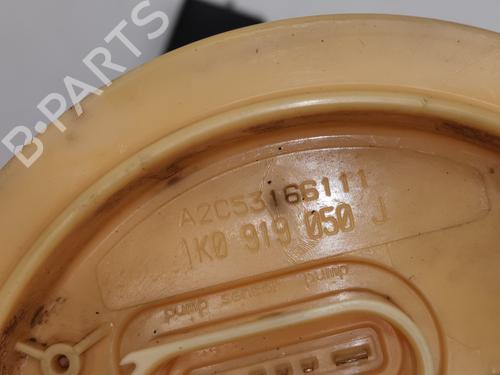 B-PARTS
A2C53166111
1K0 919 050 J
pump sensor pump